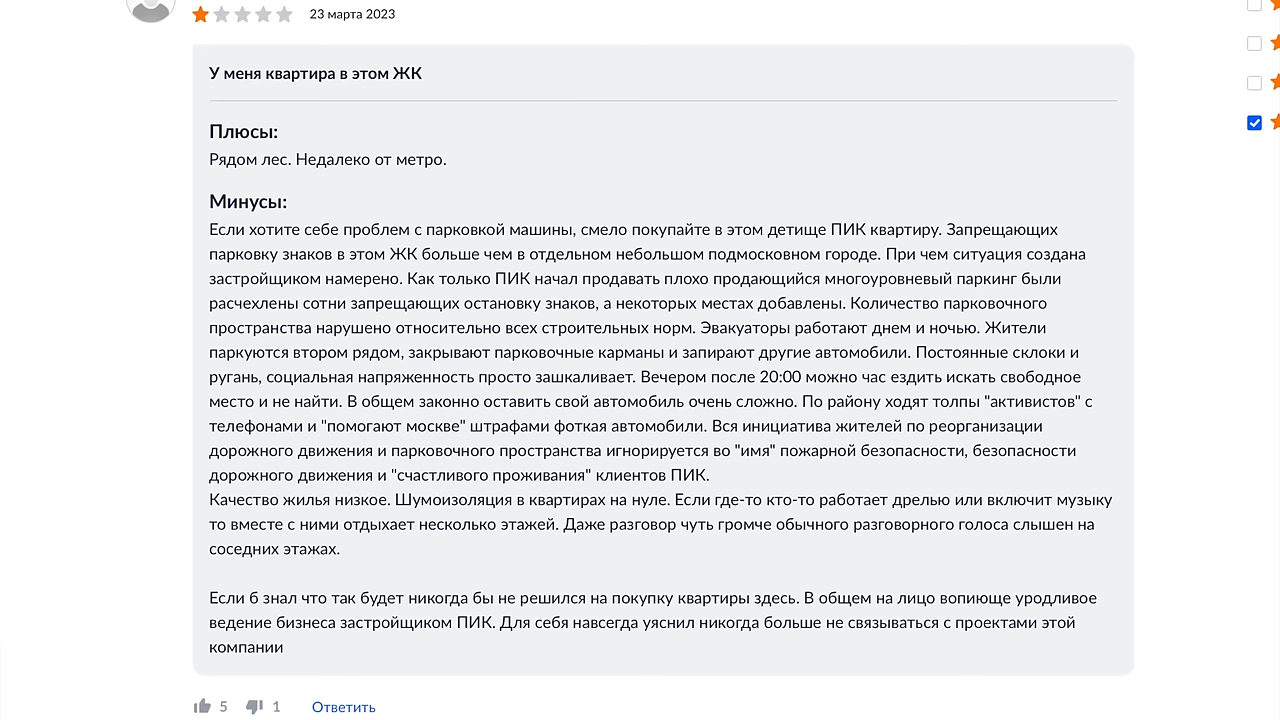 23 марта 2023
У меня квартира в этом ЖК
Плюсы:
Рядом лес. Недалеко от метро.
Минусы:
Если хотите себе проблем с парковкой машины, смело покупайте в этом детище ПИК квартиру. Запрещающих
парковку знаков в этом ЖК больше чем в отдельном небольшом подмосковном городе. При чем ситуация создана
застройщиком намерено. Как только ПИК начал продавать плохо продающийся многоуровневый паркинг были
расчехлены сотни запрещающих остановку знаков, а некоторых местах добавлены. Количество парковочного
пространства нарушено относительно всех строительных норм. Эвакуаторы работают днем и ночью. Жители
паркуются втором рядом, закрывают парковочные карманы и запирают другие автомобили. Постоянные склоки и
ругань, социальная напряженность просто зашкаливает. Вечером после 20:00 можно час ездить искать свободное
место и не найти. В общем законно оставить свой автомобиль очень сложно. По району ходят толпы "активистов" с
телефонами и "помогают москве" штрафами фоткая автомобили. Вся инициатива жителей по реорганизации
дорожного движения и парковочного пространства игнорируется во "имя" пожарной безопасности, безопасности
дорожного движения и "счастливого проживания" клиентов ПИК.
Качество жилья низкое. Шумоизоляция в квартирах на нуле. Если где-то кто-то работает дрелью или включит музыку
то вместе с ними отдыхает несколько этажей. Даже разговор чуть громче обычного разговорного голоса слышен на
соседних этажах.
Если б знал что так будет никогда бы не решился на покупку квартиры здесь. В общем на лицо вопиюще уродливое
ведение бизнеса застройщиком ПИК. Для себя навсегда уяснил никогда больше не связываться с проектами этой
компании
5 1 Ответить